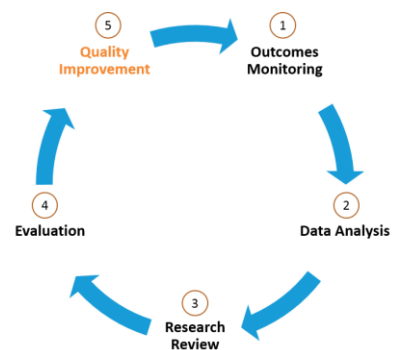 1
Outcomes
Monitoring
2
Data Analysis
3
Research
Review
4
Evaluation
5
Quality
Improvement